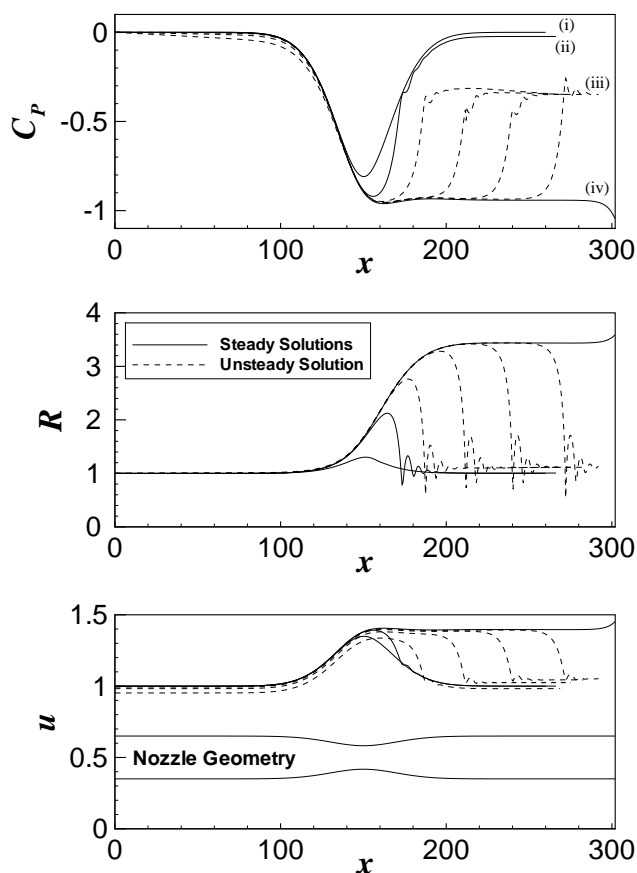 0
(i)
(ii)
C_P
-0.5
(iii)
-1
(iv)
0
100
200
300
x
4
Steady Solutions
3
Unsteady Solution
R
2
1
0
0
100
200
300
x
1.5
1
u
0.5
Nozzle Geometry
0
0
100
200
300
x